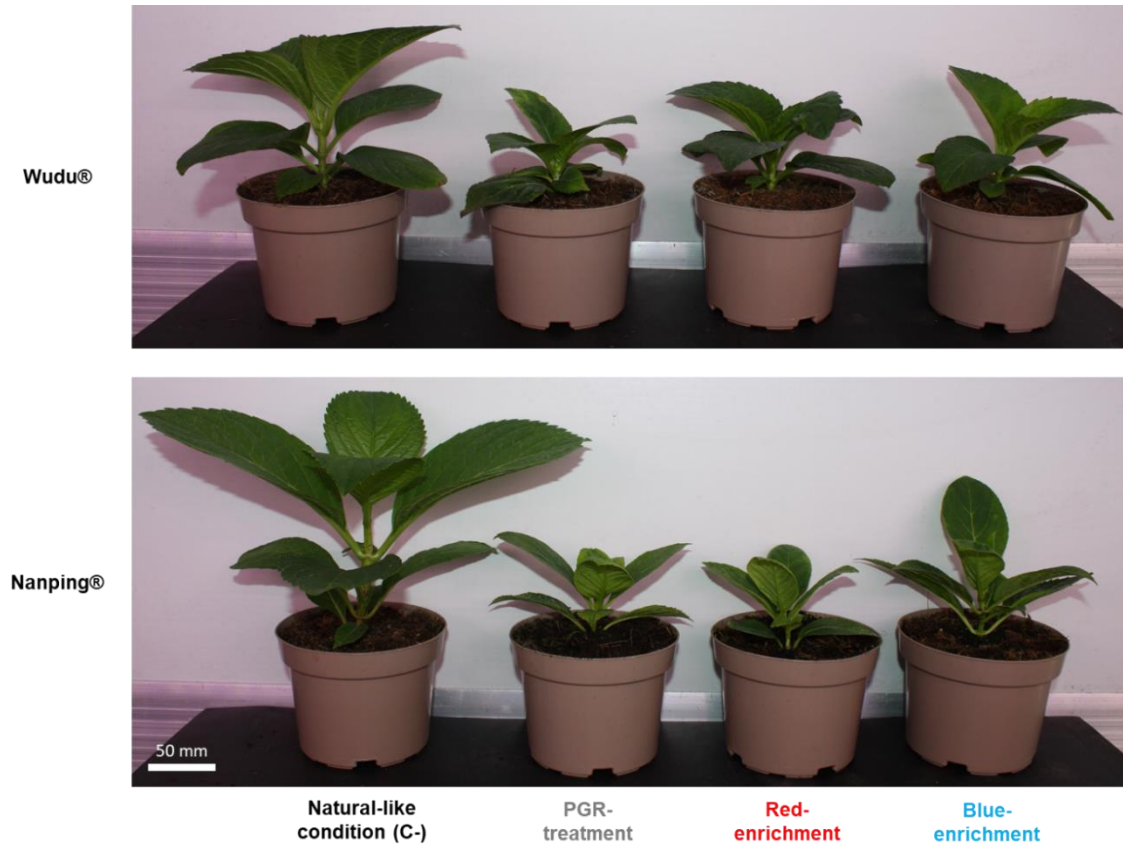 Wudu®
Nanping®
50 mm
Natural-like
condition (C-)
PGR-
treatment
Red-
enrichment
Blue-
enrichment